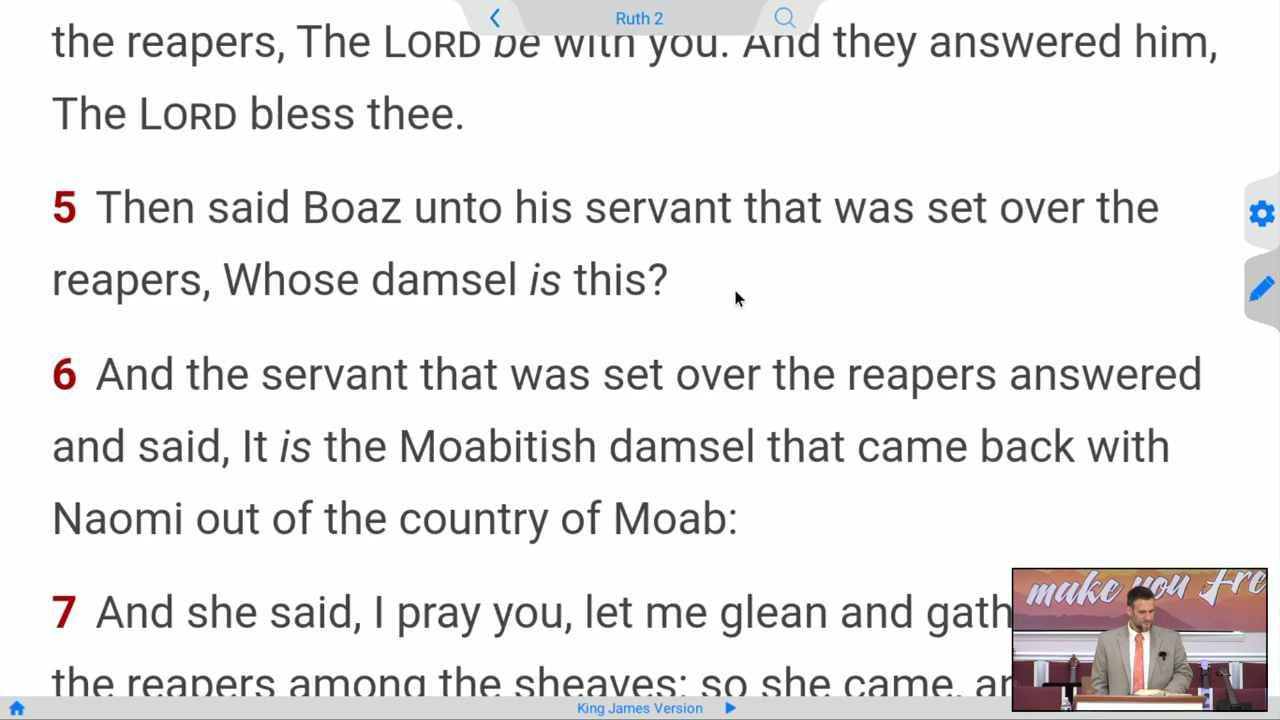 Ruth 2
the reapers, The LORD be with you. And they answered him,
The LORD bless thee.
5 Then said Boaz unto his servant that was set over the
reapers, Whose damsel is this?
6 And the servant that was set over the reapers answered
and said, It is the Moabitish damsel that came back with
Naomi out of the country of Moab:
7 And she said, I pray you, let me glean and gath
the reapers among the sheaves: so she came, an
make you Fre
King James Version